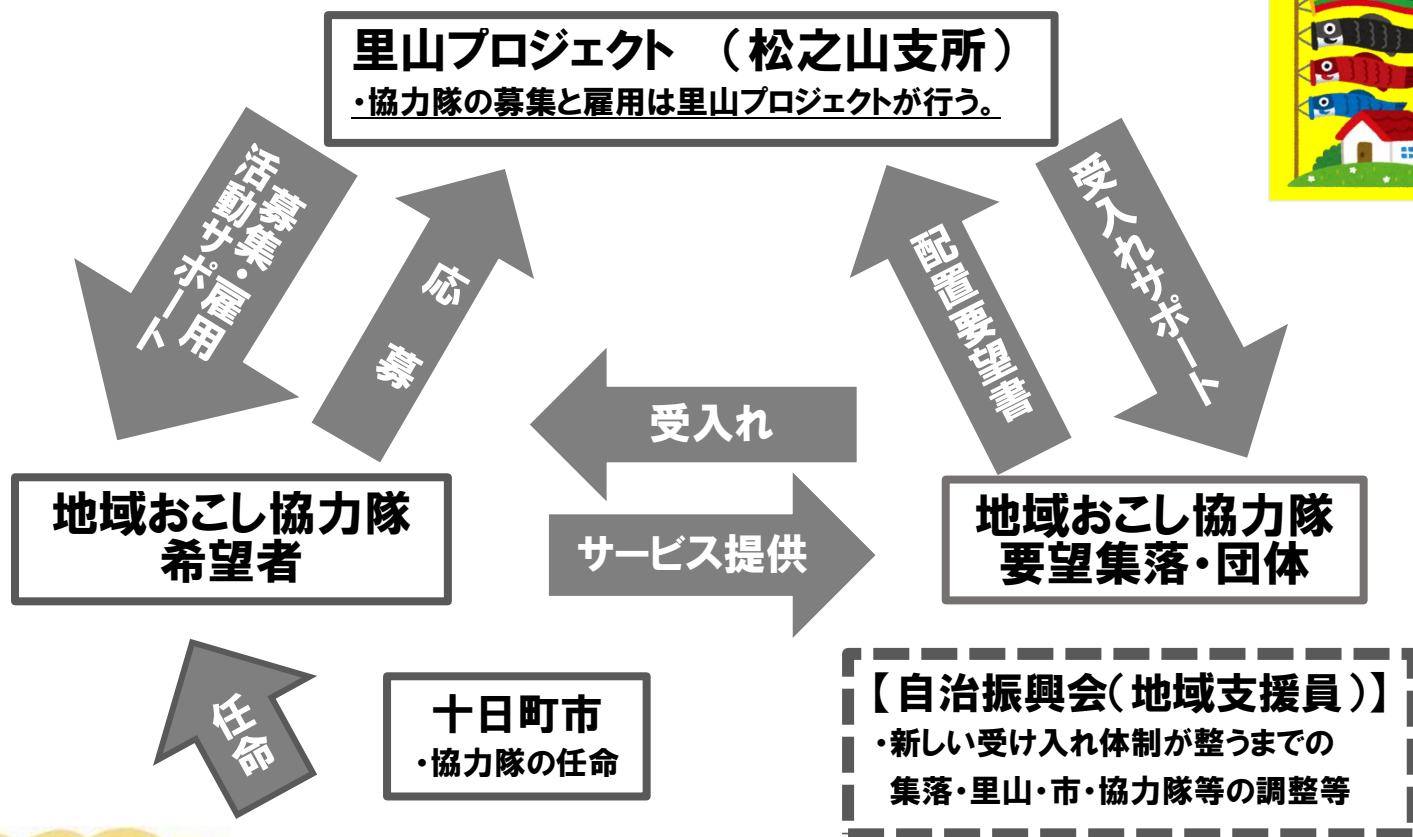 里山プロジェクト （松之山支所）
・協力隊の募集と雇用は里山プロジェクトが行う。
募集・雇用
活動サポート
応募
配置要望書
受入れサポート
受入れ
サービス提供
地域おこし協力隊
希望者
地域おこし協力隊
要望集落・団体
任命
十日町市
・協力隊の任命
【自治振興会（地域支援員）】
・新しい受け入れ体制が整うまでの
集落・里山・市・協力隊等の調整等